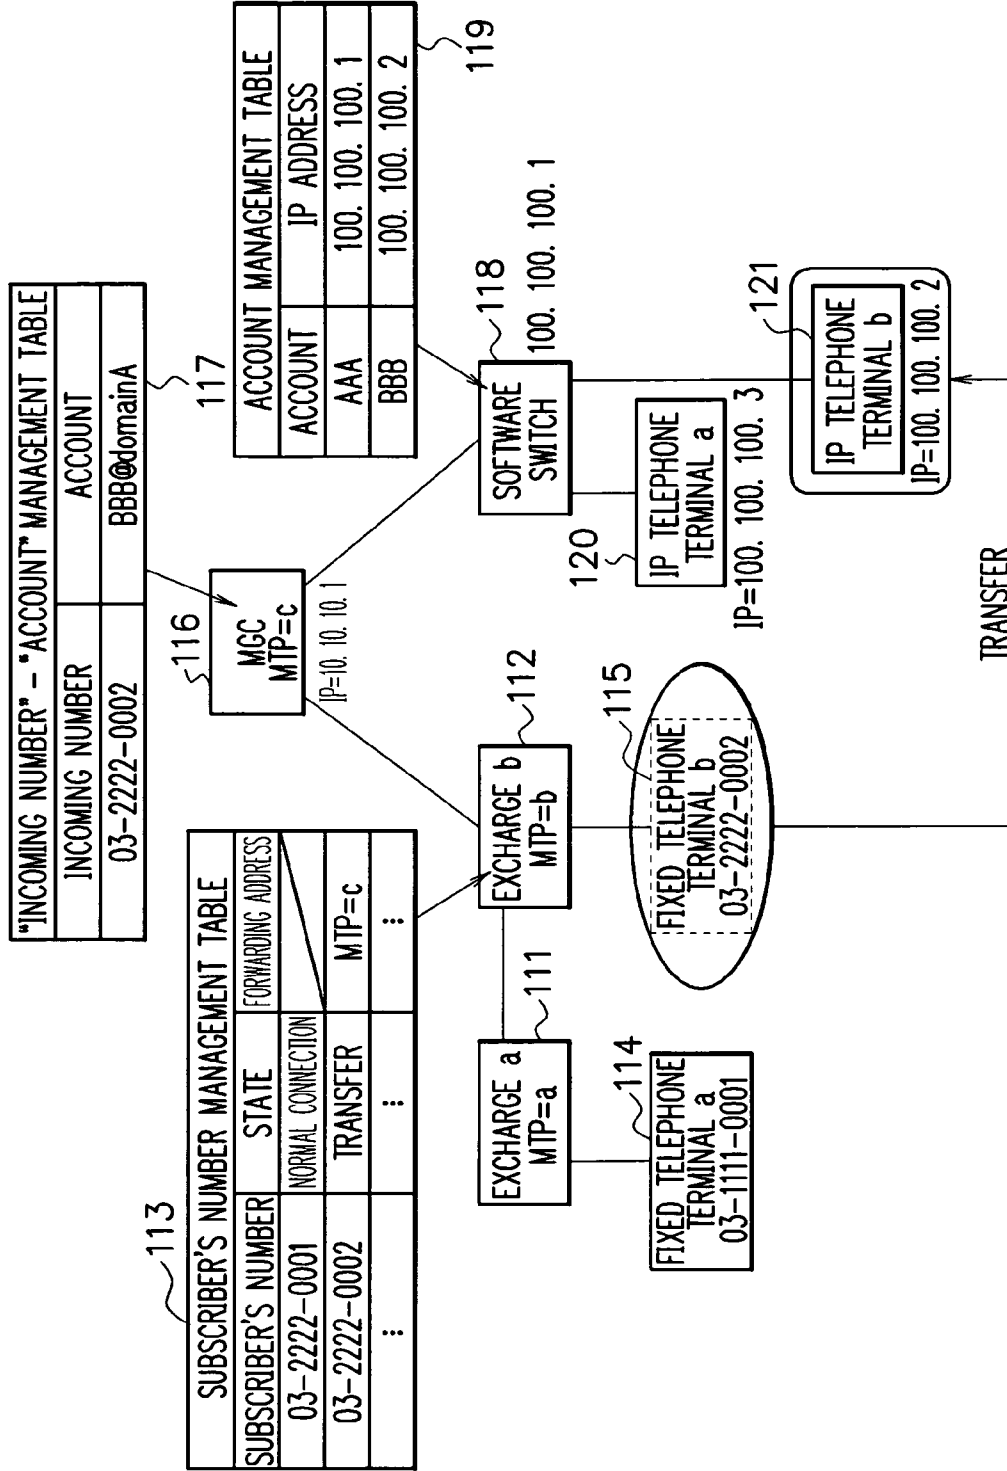 "INCOMING NUMBER" - "ACCOUNT" MANAGEMENT TABLE
INCOMING NUMBER
ACCOUNT
03-2222-0002
BBB@domainA
117
SUBSCRIBER'S NUMBER MANAGEMENT TABLE
SUBSCRIBER'S NUMBER
STATE
FORWARDING ADDRESS
03-2222-0001
NORMAL CONNECTION
03-2222-0002
TRANSFER
MTP=c
...
...
...
113
116
MGC
MTP=c
IP=10. 10. 10. 1
ACCOUNT MANAGEMENT TABLE
ACCOUNT
IP ADDRESS
AAA
100. 100. 100. 1
BBB
100. 100. 100. 2
119
EXCHARGE a
MTP=a
111
EXCHARGE b
MTP=b
112
SOFTWARE
SWITCH
118
100. 100. 100. 1
FIXED TELEPHONE
TERMINAL a
03-1111-0001
114
FIXED TELEPHONE
TERMINAL b
03-2222-0002
115
120
IP TELEPHONE
TERMINAL a
IP=100. 100. 100. 3
121
IP TELEPHONE
TERMINAL b
IP=100. 100. 100. 2
TRANSFER